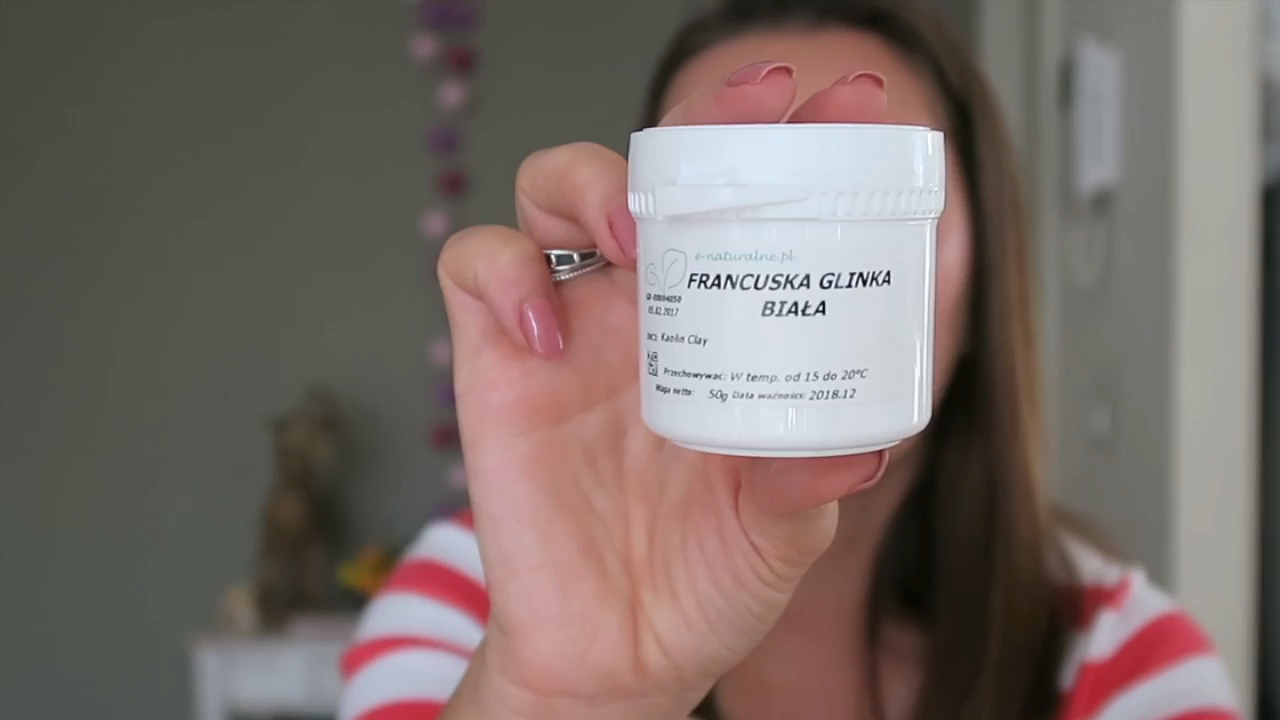 e-naturalne.pl
FRANCUSKA GLINKA
BIAŁA
05.02.2017
Kaolin Clay
Przechowywać: W temp. od 15 do 20°C
Waga netto: 50g Data ważności: 2018.12